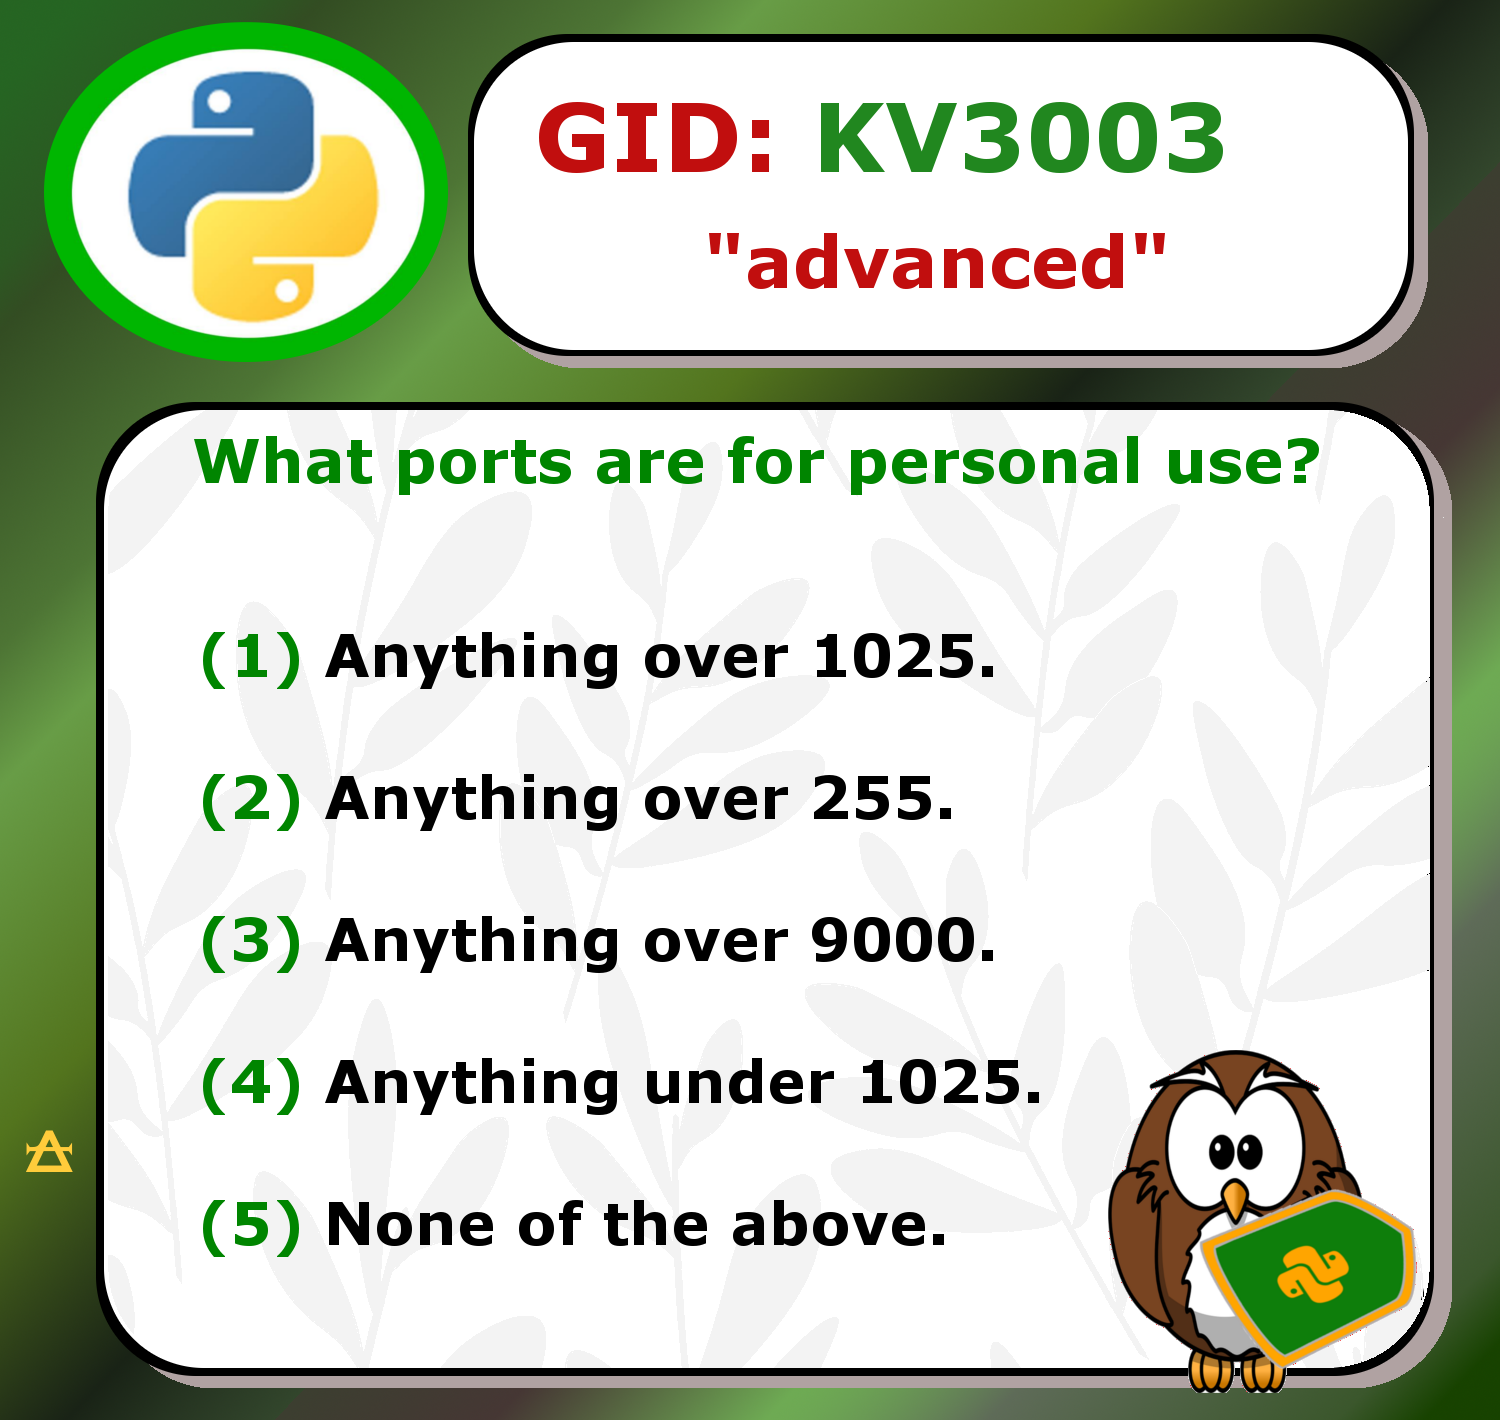 GID: KV3003
"advanced"
What ports are for personal use?
(1) Anything over 1025.
(2) Anything over 255.
(3) Anything over 9000.
(4) Anything under 1025.
(5) None of the above.